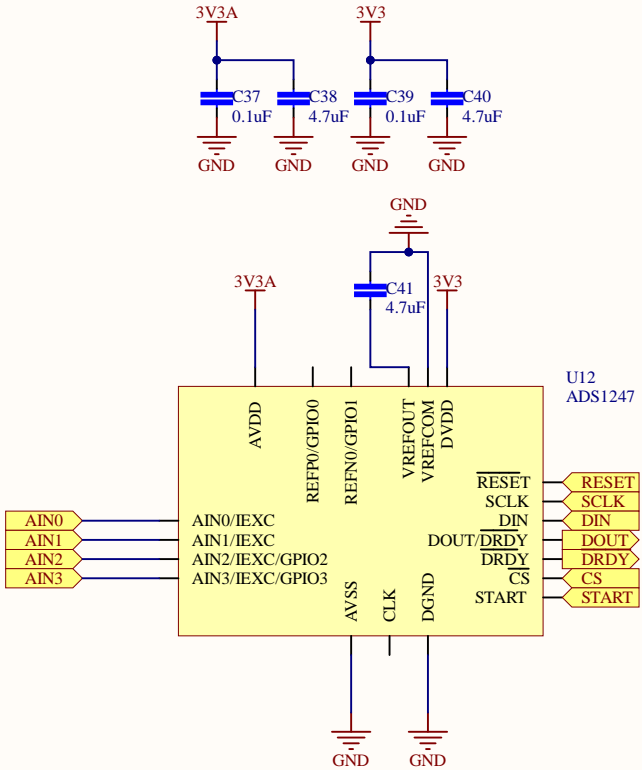 3V3A
3V3
C37
0.1uF
C38
4.7uF
C39
0.1uF
C40
4.7uF
GND
GND
GND
GND
GND
3V3A
C41
4.7uF
3V3
U12
ADS1247
AVDD
REFP0/GPIO0
REFN0/GPIO1
VREFOUT
VREFCOM
DVDD
RESET
RESET
SCLK
SCLK
AIN0
AIN0/IEXC
DIN
DIN
AIN1
AIN1/IEXC
DOUT/DRDY
DOUT
AIN2
AIN2/IEXC/GPIO2
DRDY
DRDY
AIN3
AIN3/IEXC/GPIO3
CS
CS
START
START
AVSS
CLK
DGND
GND
GND